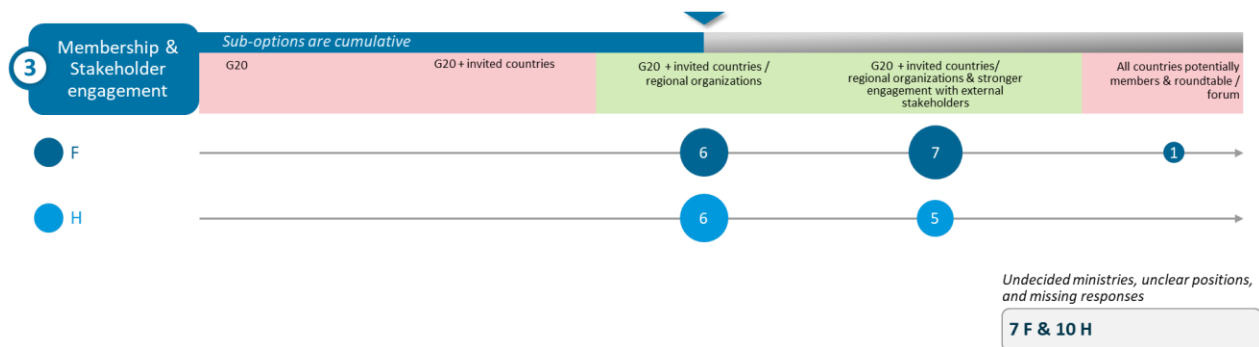 3
Membership &
Stakeholder
engagement
Sub-options are cumulative
G20
G20 + invited countries
G20 + invited countries /
regional organizations
G20 + invited countries/
regional organizations & stronger
engagement with external
stakeholders
All countries potentially
members & roundtable /
forum
F
6
7
1
H
6
5
Undecided ministries, unclear positions,
and missing responses
7 F & 10 H